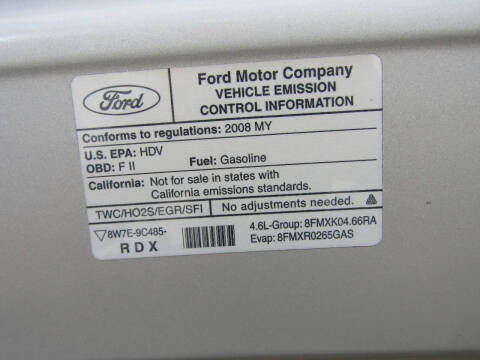 Ford
Ford Motor Company
VEHICLE EMISSION
CONTROL INFORMATION
Conforms to regulations: 2008 MY
U.S. EPA: HDV
OBD: F II
Fuel: Gasoline
California: Not for sale in states with
California emissions standards.
TWC/HO2S/EGR/SFI
No adjustments needed.
8W7E-9C485-
RDX
4.6L-Group: 8FMXK04.66RA
Evap: 8FMXR0265GAS